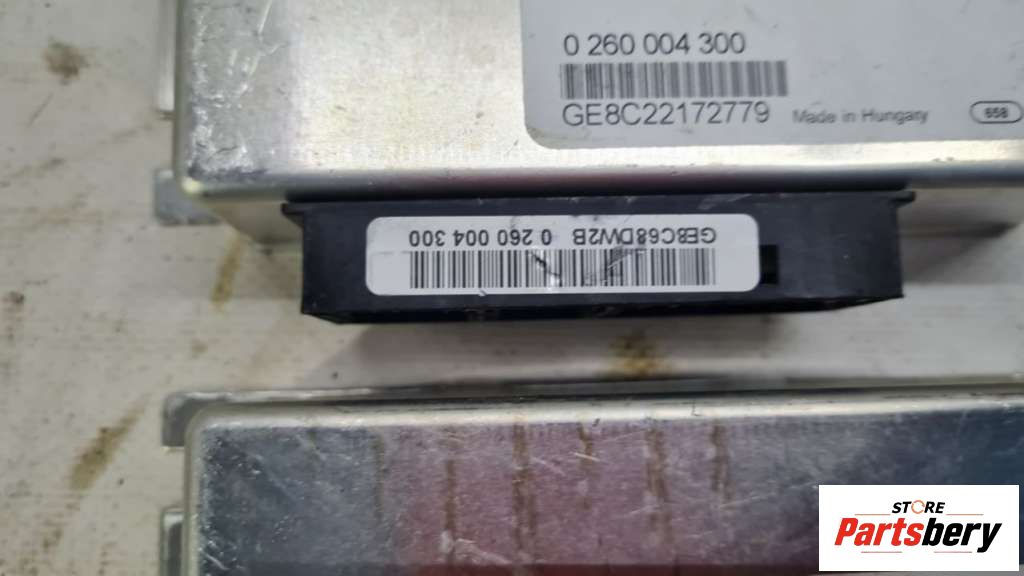 0 260 004 300
GE8C22172779 Made in Hungary 658
GE8C68DW2B 0 260 004 300
STORE
Partsbery